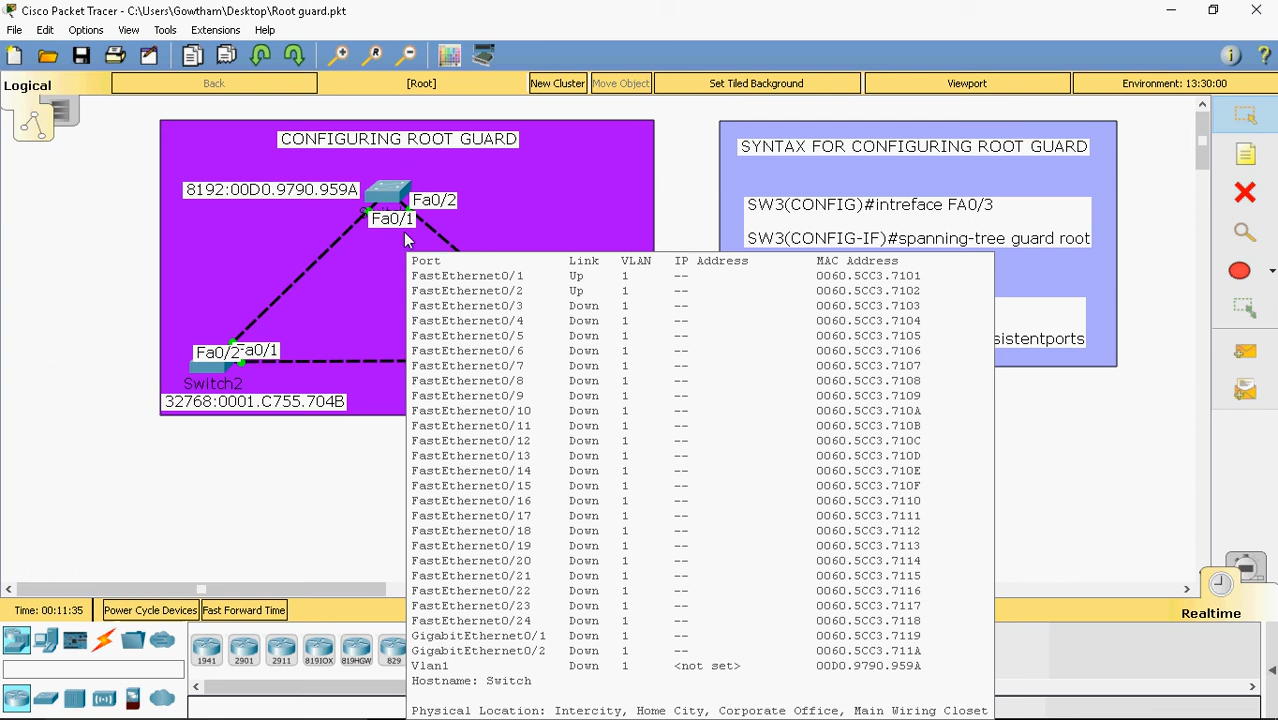 Cisco Packet Tracer - C:\Users\Gowtham\Desktop\Root guard.pkt
File Edit Options View Tools Extensions Help
Logical Back [Root] New Cluster Move Object Set Tiled Background Viewport Environment: 13:30:00
CONFIGURING ROOT GUARD
SYNTAX FOR CONFIGURING ROOT GUARD
8192:00D0.9790.959A
Fa0/2
Fa0/1
SW3(CONFIG)#intreface FA0/3
SW3(CONFIG-IF)#spanning-tree guard root
sistentports
Fa0/2 Fa0/1
Switch2
32768:0001.C755.704B
Port Link VLAN IP Address MAC Address
FastEthernet0/1 Up 1 -- 0060.5CC3.7101
FastEthernet0/2 Up 1 -- 0060.5CC3.7102
FastEthernet0/3 Down 1 -- 0060.5CC3.7103
FastEthernet0/4 Down 1 -- 0060.5CC3.7104
FastEthernet0/5 Down 1 -- 0060.5CC3.7105
FastEthernet0/6 Down 1 -- 0060.5CC3.7106
FastEthernet0/7 Down 1 -- 0060.5CC3.7107
FastEthernet0/8 Down 1 -- 0060.5CC3.7108
FastEthernet0/9 Down 1 -- 0060.5CC3.7109
FastEthernet0/10 Down 1 -- 0060.5CC3.710A
FastEthernet0/11 Down 1 -- 0060.5CC3.710B
FastEthernet0/12 Down 1 -- 0060.5CC3.710C
FastEthernet0/13 Down 1 -- 0060.5CC3.710D
FastEthernet0/14 Down 1 -- 0060.5CC3.710E
FastEthernet0/15 Down 1 -- 0060.5CC3.710F
FastEthernet0/16 Down 1 -- 0060.5CC3.7110
FastEthernet0/17 Down 1 -- 0060.5CC3.7111
FastEthernet0/18 Down 1 -- 0060.5CC3.7112
FastEthernet0/19 Down 1 -- 0060.5CC3.7113
FastEthernet0/20 Down 1 -- 0060.5CC3.7114
FastEthernet0/21 Down 1 -- 0060.5CC3.7115
FastEthernet0/22 Down 1 -- 0060.5CC3.7116
FastEthernet0/23 Down 1 -- 0060.5CC3.7117
FastEthernet0/24 Down 1 -- 0060.5CC3.7118
GigabitEthernet0/1 Down 1 -- 0060.5CC3.7119
GigabitEthernet0/2 Down 1 -- 0060.5CC3.711A
Vlan1 Down 1 <not set> 00D0.9790.959A
Hostname: Switch
Physical Location: Intercity, Home City, Corporate Office, Main Wiring Closet
Time: 00:11:35 Power Cycle Devices Fast Forward Time
Realtime
1941 2901 2911 819IOX 819HGW 829